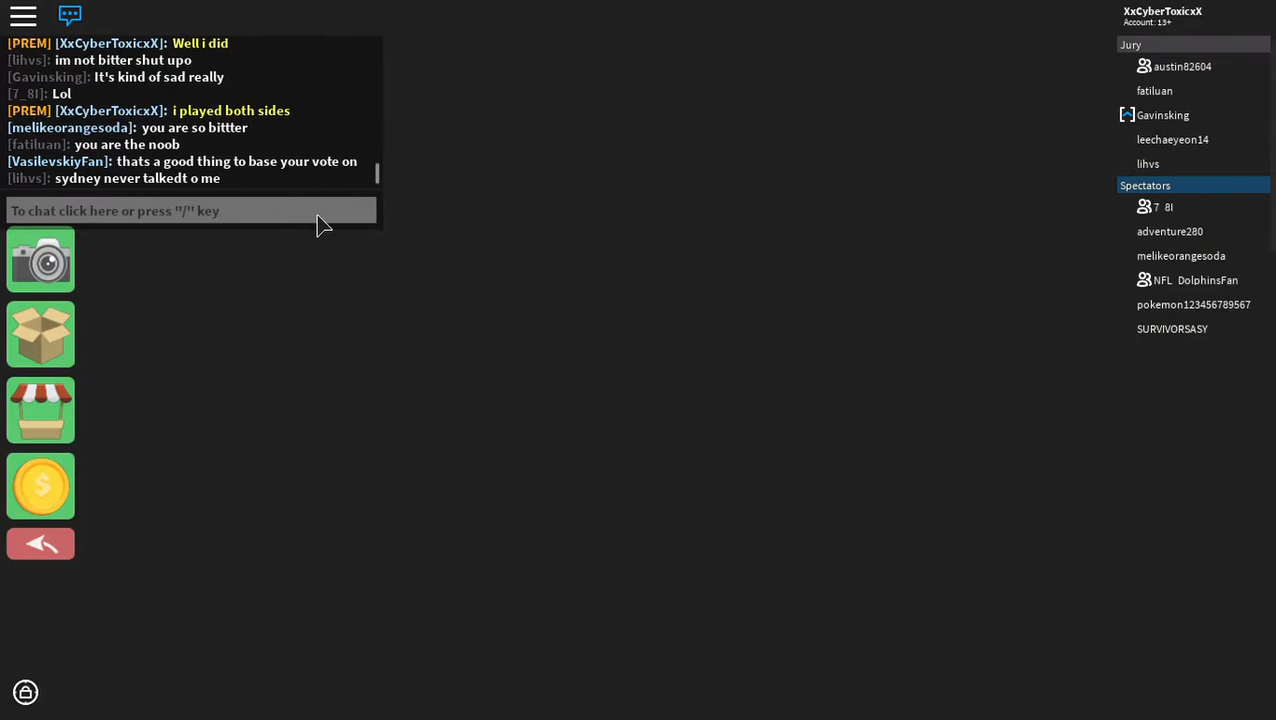 [PREM] [XxCyberToxicxX]: Well i did
[lihvs]: im not bitter shut upo
[Gavinsking]: It's kind of sad really
[7_8I]: Lol
[PREM] [XxCyberToxicxX]: i played both sides
[melikeorangesoda]: you are so bittter
[fatiluan]: you are the noob
[VasilevskiyFan]: thats a good thing to base your vote on
[lihvs]: sydney never talkedt o me
To chat click here or press "/" key
XxCyberToxicxX
Account: 13+
Jury
austin82604
fatiluan
Gavinsking
leechaeyeon14
lihvs
Spectators
7_8I
adventure280
melikeorangesoda
NFL_DolphinsFan
pokemon123456789567
SURVIVORSASY